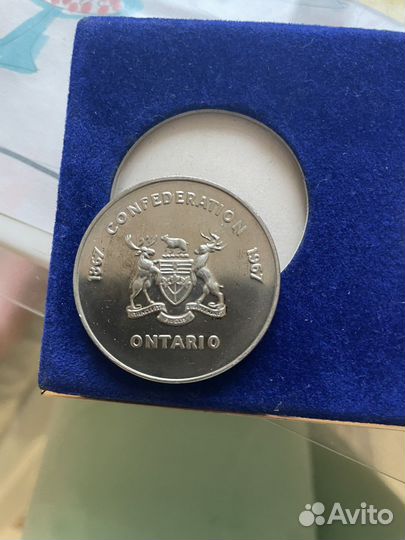 CONFEDERATION
1867 1967
ONTARIO
Avito